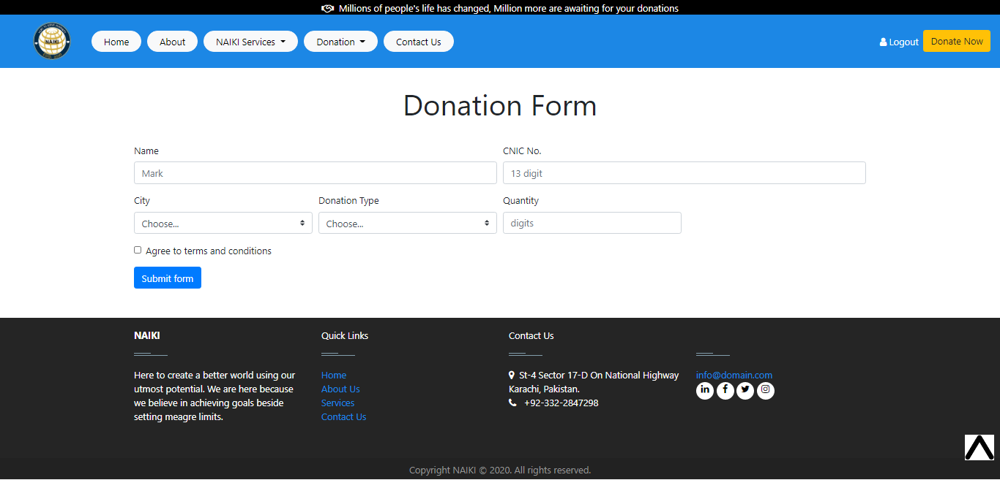 Millions of people's life has changed, Million more are awaiting for your donations
NAIKI
Home
About
NAIKI Services
Donation
Contact Us
Logout
Donate Now
Donation Form
Name
CNIC No.
Mark
13 digit
City
Donation Type
Quantity
Choose...
Choose...
digits
Agree to terms and conditions
Submit form
NAIKI
Here to create a better world using our
utmost potential. We are here because
we believe in achieving goals beside
setting meagre limits.
Quick Links
Home
About Us
Services
Contact Us
Contact Us
St-4 Sector 17-D On National Highway
Karachi, Pakistan.
+92-332-2847298
info@domain.com
Copyright NAIKI © 2020. All rights reserved.